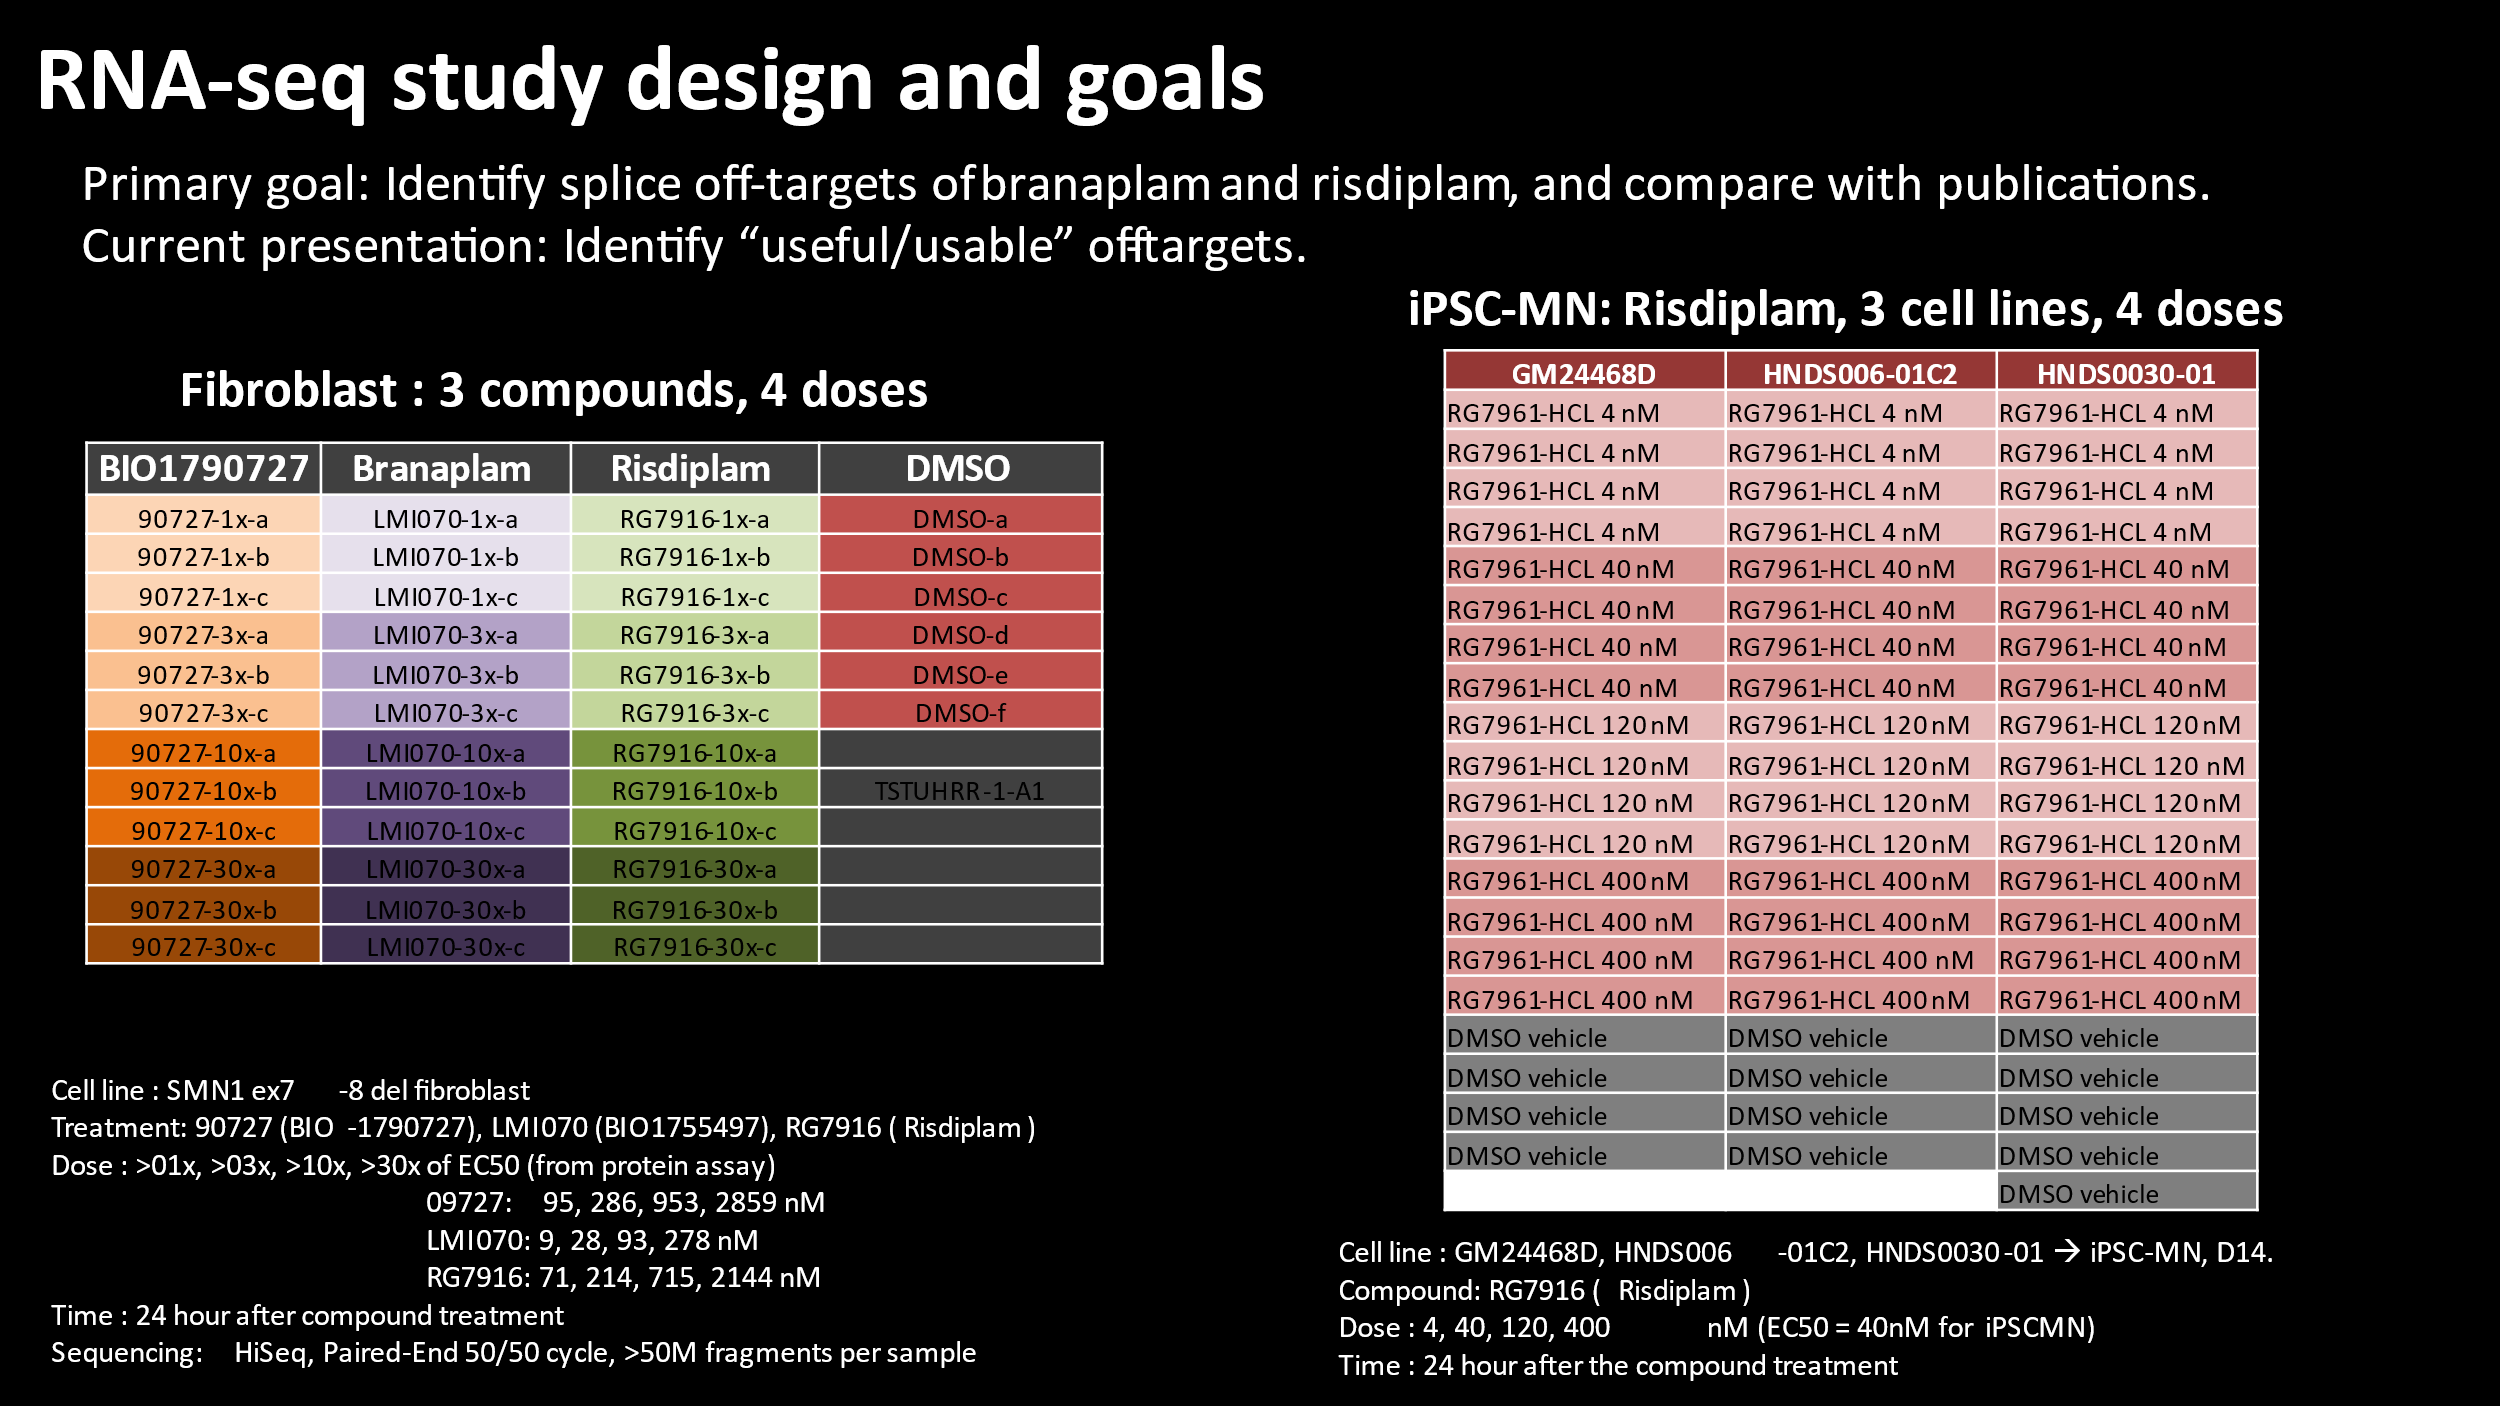 RNA-seq study design and goals
Primary goal: Identify splice off-targets of branaplam and risdiplam, and compare with publications.
Current presentation: Identify “useful/usable” off-targets.
Fibroblast : 3 compounds, 4 doses
BIO1790727 Branaplam Risdiplam DMSO
90727-1x-a LMI070-1x-a RG7916-1x-a DMSO-a
90727-1x-b LMI070-1x-b RG7916-1x-b DMSO-b
90727-1x-c LMI070-1x-c RG7916-1x-c DMSO-c
90727-3x-a LMI070-3x-a RG7916-3x-a DMSO-d
90727-3x-b LMI070-3x-b RG7916-3x-b DMSO-e
90727-3x-c LMI070-3x-c RG7916-3x-c DMSO-f
90727-10x-a LMI070-10x-a RG7916-10x-a
90727-10x-b LMI070-10x-b RG7916-10x-b TSTUHRR-1-A1
90727-10x-c LMI070-10x-c RG7916-10x-c
90727-30x-a LMI070-30x-a RG7916-30x-a
90727-30x-b LMI070-30x-b RG7916-30x-b
90727-30x-c LMI070-30x-c RG7916-30x-c
Cell line : SMN1 ex7 -8 del fibroblast
Treatment: 90727 (BIO -1790727), LMI070 (BIO1755497), RG7916 ( Risdiplam )
Dose : >01x, >03x, >10x, >30x of EC50 (from protein assay)
09727: 95, 286, 953, 2859 nM
LMI070: 9, 28, 93, 278 nM
RG7916: 71, 214, 715, 2144 nM
Time : 24 hour after compound treatment
Sequencing: HiSeq, Paired-End 50/50 cycle, >50M fragments per sample
iPSC-MN: Risdiplam, 3 cell lines, 4 doses
GM24468D HNDS006-01C2 HNDS0030-01
RG7961-HCL 4 nM RG7961-HCL 4 nM RG7961-HCL 4 nM
RG7961-HCL 4 nM RG7961-HCL 4 nM RG7961-HCL 4 nM
RG7961-HCL 4 nM RG7961-HCL 4 nM RG7961-HCL 4 nM
RG7961-HCL 4 nM RG7961-HCL 4 nM RG7961-HCL 4 nM
RG7961-HCL 40 nM RG7961-HCL 40 nM RG7961-HCL 40 nM
RG7961-HCL 40 nM RG7961-HCL 40 nM RG7961-HCL 40 nM
RG7961-HCL 40 nM RG7961-HCL 40 nM RG7961-HCL 40 nM
RG7961-HCL 40 nM RG7961-HCL 40 nM RG7961-HCL 40 nM
RG7961-HCL 120 nM RG7961-HCL 120 nM RG7961-HCL 120 nM
RG7961-HCL 120 nM RG7961-HCL 120 nM RG7961-HCL 120 nM
RG7961-HCL 120 nM RG7961-HCL 120 nM RG7961-HCL 120 nM
RG7961-HCL 120 nM RG7961-HCL 120 nM RG7961-HCL 120 nM
RG7961-HCL 400 nM RG7961-HCL 400 nM RG7961-HCL 400 nM
RG7961-HCL 400 nM RG7961-HCL 400 nM RG7961-HCL 400 nM
RG7961-HCL 400 nM RG7961-HCL 400 nM RG7961-HCL 400 nM
RG7961-HCL 400 nM RG7961-HCL 400 nM RG7961-HCL 400 nM
DMSO vehicle DMSO vehicle DMSO vehicle
DMSO vehicle DMSO vehicle DMSO vehicle
DMSO vehicle DMSO vehicle DMSO vehicle
DMSO vehicle DMSO vehicle DMSO vehicle
DMSO vehicle
Cell line : GM24468D, HNDS006 -01C2, HNDS0030-01 → iPSC-MN, D14.
Compound: RG7916 ( Risdiplam )
Dose : 4, 40, 120, 400 nM (EC50 = 40nM for iPSCMN)
Time : 24 hour after the compound treatment